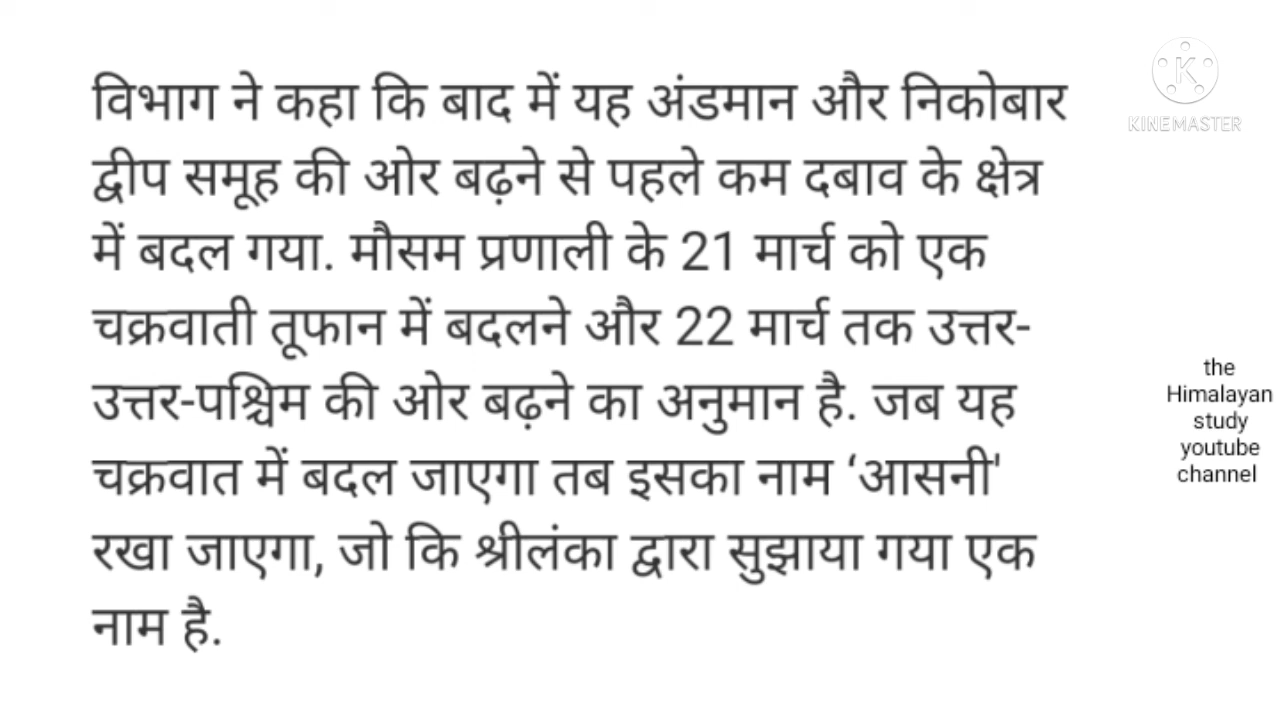 विभाग ने कहा कि बाद में यह अंडमान और निकोबार
द्वीप समूह की ओर बढ़ने से पहले कम दबाव के क्षेत्र
में बदल गया. मौसम प्रणाली के 21 मार्च को एक
चक्रवाती तूफान में बदलने और 22 मार्च तक उत्तर-
उत्तर-पश्चिम की ओर बढ़ने का अनुमान है. जब यह
चक्रवात में बदल जाएगा तब इसका नाम ‘आसनी'
रखा जाएगा, जो कि श्रीलंका द्वारा सुझाया गया एक
नाम है.
K
KINEMASTER
the
Himalayan
study
youtube
channel